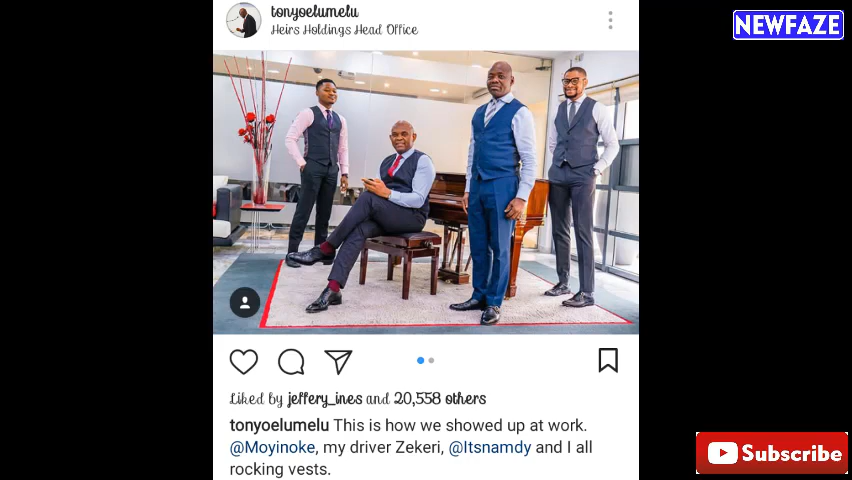 tonyoelumelu
Heirs Holdings Head Office
NEWFAZE
Liked by jeffery_ines and 20,558 others
tonyoelumelu This is how we showed up at work.
@Moyinoke, my driver Zekeri, @Itsnamdy and I all
rocking vests.
Subscribe